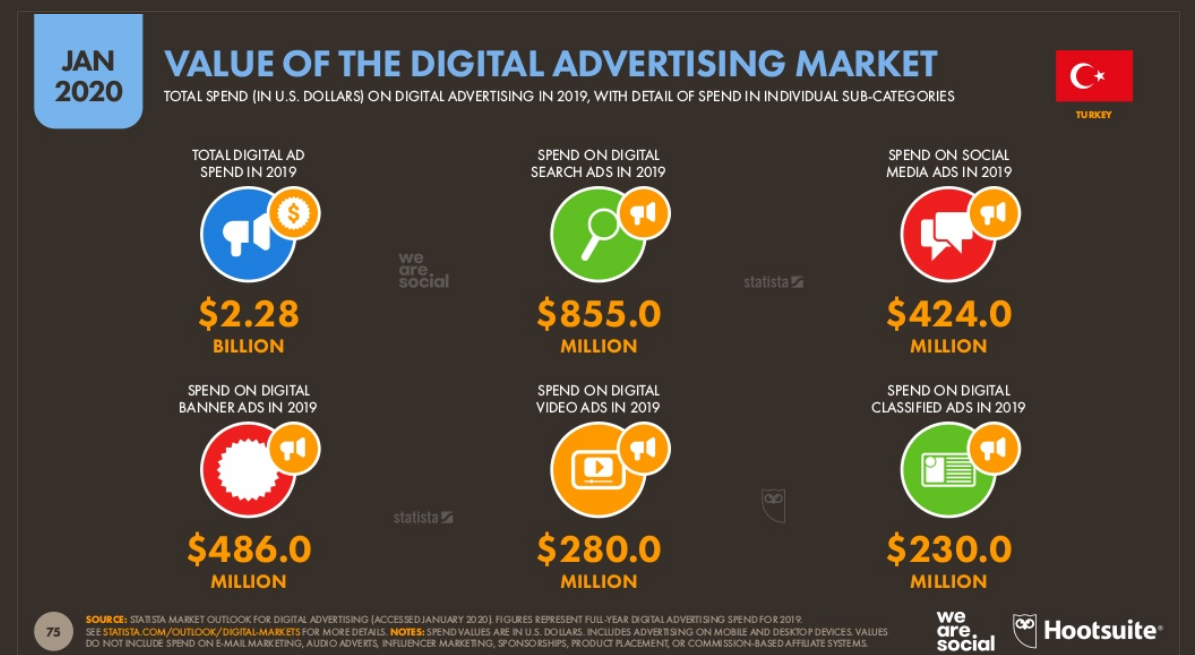 JAN
2020
VALUE OF THE DIGITAL ADVERTISING MARKET
TOTAL SPEND (IN U.S. DOLLARS) ON DIGITAL ADVERTISING IN 2019, WITH DETAIL OF SPEND IN INDIVIDUAL SUB-CATEGORIES
TURKEY
TOTAL DIGITAL AD
SPEND IN 2019
$
$2.28
BILLION
SPEND ON DIGITAL
SEARCH ADS IN 2019
$855.0
MILLION
SPEND ON SOCIAL
MEDIA ADS IN 2019
$424.0
MILLION
we
are
social
statista
SPEND ON DIGITAL
BANNER ADS IN 2019
$486.0
MILLION
SPEND ON DIGITAL
VIDEO ADS IN 2019
$280.0
MILLION
SPEND ON DIGITAL
CLASSIFIED ADS IN 2019
$230.0
MILLION
statista
75
SOURCE: STATISTA MARKET OUTLOOK FOR DIGITAL ADVERTISING (ACCESSED JANUARY 2020). FIGURES REPRESENT FULL-YEAR DIGITAL ADVERTISING SPEND FOR 2019.
SEE STATISTA.COM/OUTLOOK/DIGITAL-MARKETS FOR MORE DETAILS. NOTES: SPEND VALUES ARE IN U.S. DOLLARS. INCLUDES ADVERTISING ON MOBILE AND DESKTOP DEVICES. VALUES
DO NOT INCLUDE SPEND ON E-MAIL MARKETING, AUDIO ADVERTS, INFLUENCER MARKETING, SPONSORSHIPS, PRODUCT PLACEMENT, OR COMMISSION-BASED AFFILIATE SYSTEMS.
we
are
social
Hootsuite®